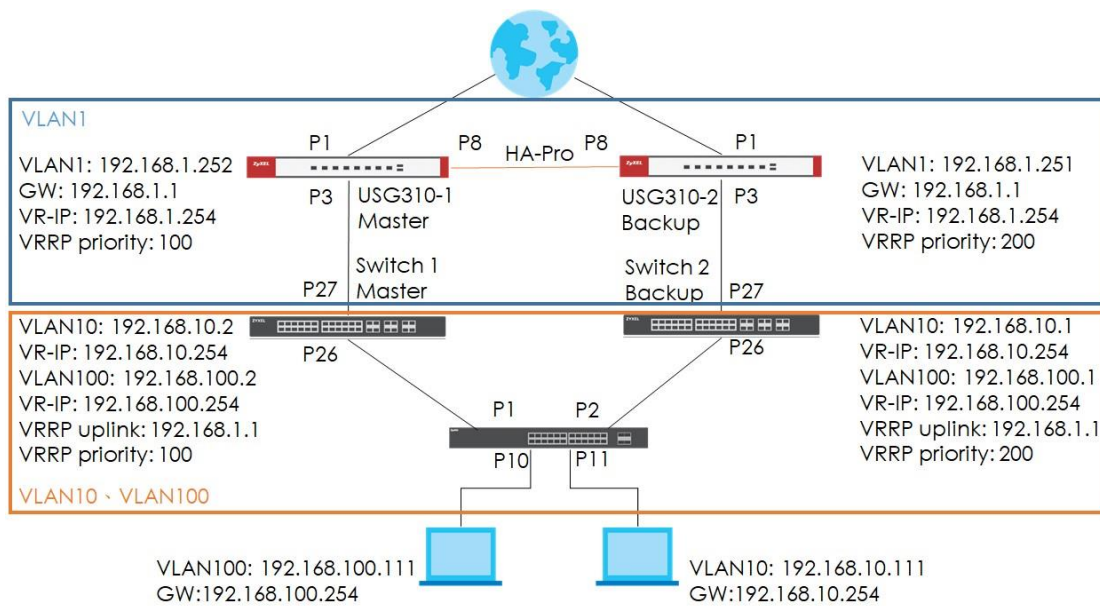 VLAN1
P1
P8
HA-Pro
P8
P1
VLAN1: 192.168.1.252
GW: 192.168.1.1
VR-IP: 192.168.1.254
VRRP priority: 100
ZyXEL
P3
USG310-1
Master
ZyXEL
USG310-2
Backup
P3
VLAN1: 192.168.1.251
GW: 192.168.1.1
VR-IP: 192.168.1.254
VRRP priority: 200
Switch 1
Master
P27
Switch 2
Backup
P27
VLAN10: 192.168.10.2
VR-IP: 192.168.10.254
VLAN100: 192.168.100.2
VR-IP: 192.168.100.254
VRRP uplink: 192.168.1.1
VRRP priority: 100
ZYXEL
P26
ZYXEL
P26
VLAN10: 192.168.10.1
VR-IP: 192.168.10.254
VLAN100: 192.168.100.1
VR-IP: 192.168.100.254
VRRP uplink: 192.168.1.1
VRRP priority: 200
P1
P2
P10
P11
VLAN10、VLAN100
VLAN100: 192.168.100.111
GW:192.168.100.254
VLAN10: 192.168.10.111
GW:192.168.10.254